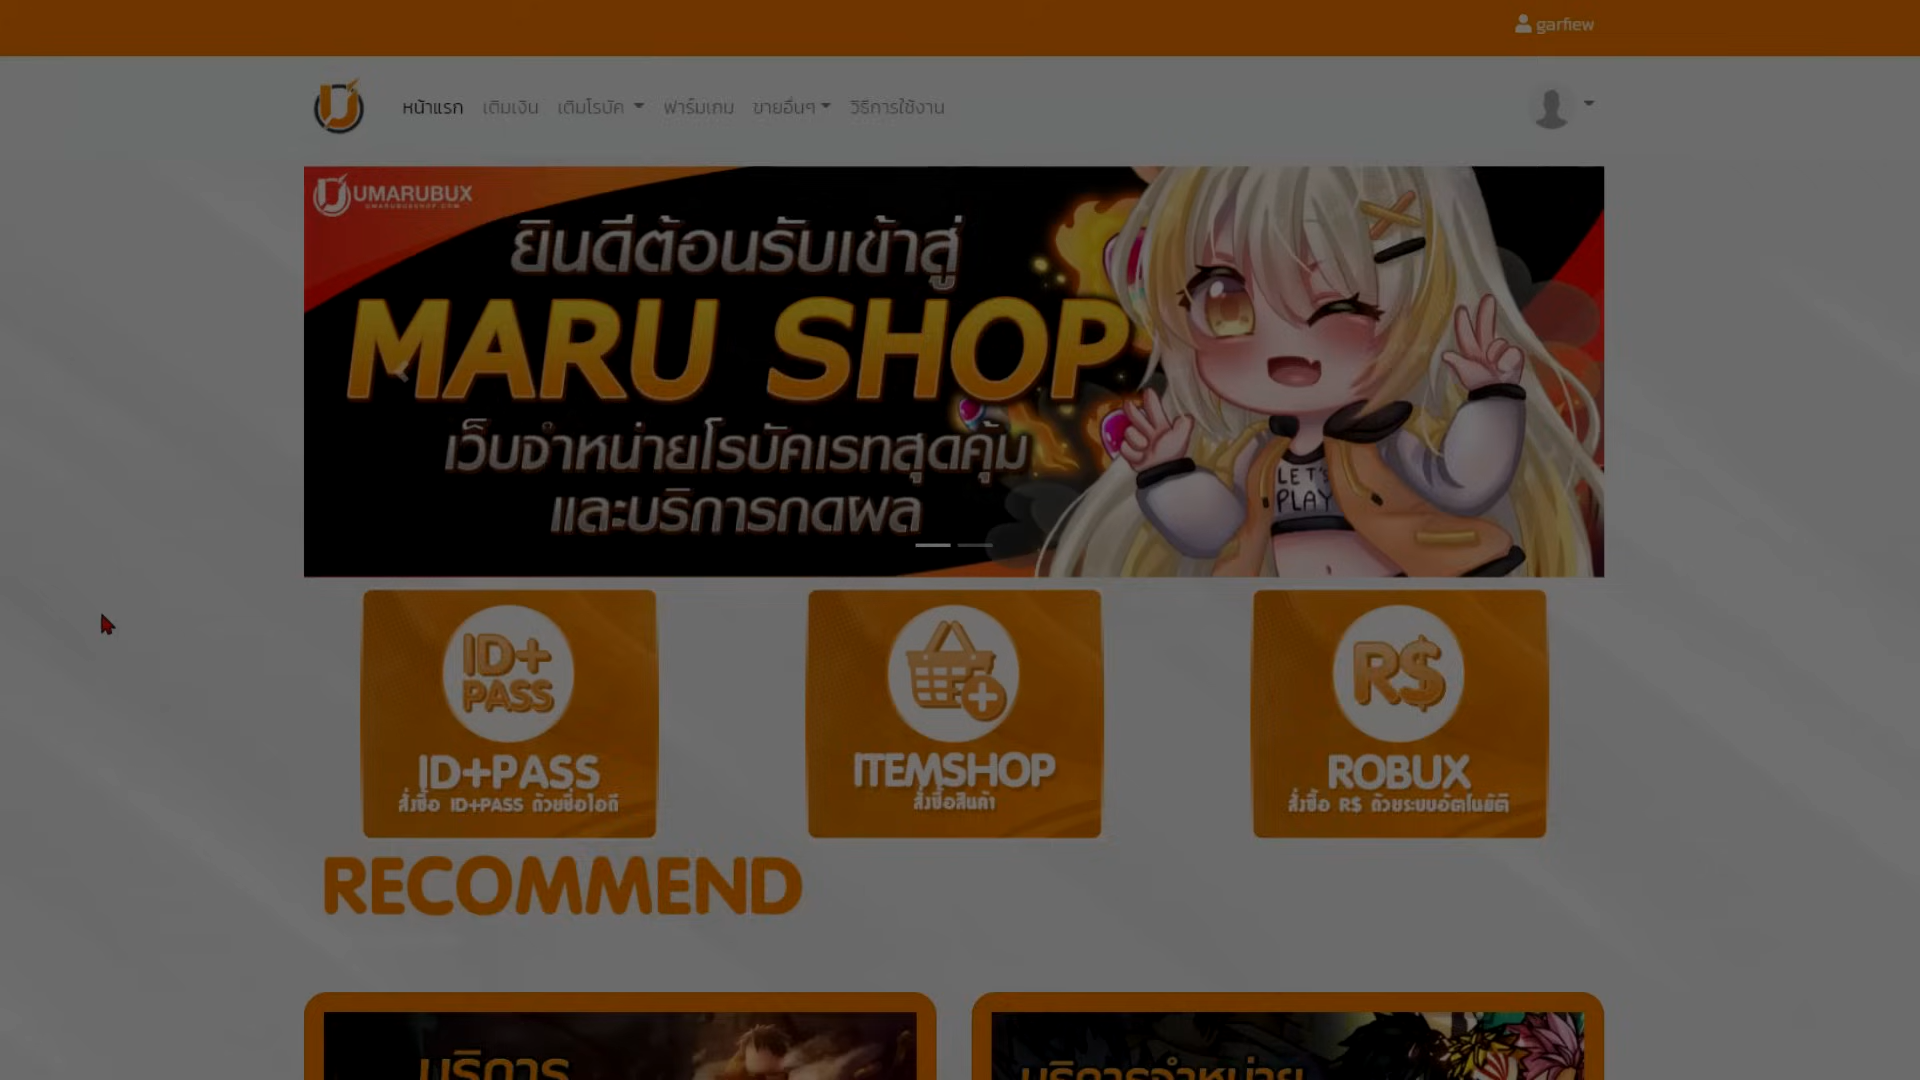 garfiew
หน้าแรก เติมเงิน เติมโรบัค ฟาร์มเกม ขายอื่นๆ วิธีการใช้งาน
UMARUBUX
ยินดีต้อนรับเข้าสู่
MARU SHOP
เว็บจำหน่ายโรบัคเรทสุดคุ้ม
และบริการกดผล
LET'S
PLAY
ID+
PASS
ID+PASS
สั่งซื้อ ID+PASS ด้วยชื่อไอดี
ITEMSHOP
สั่งซื้อสินค้า
R$
ROBUX
สั่งซื้อ R$ ด้วยระบบอัตโนมัติ
RECOMMEND
บริการ
บริการจำหน่าย